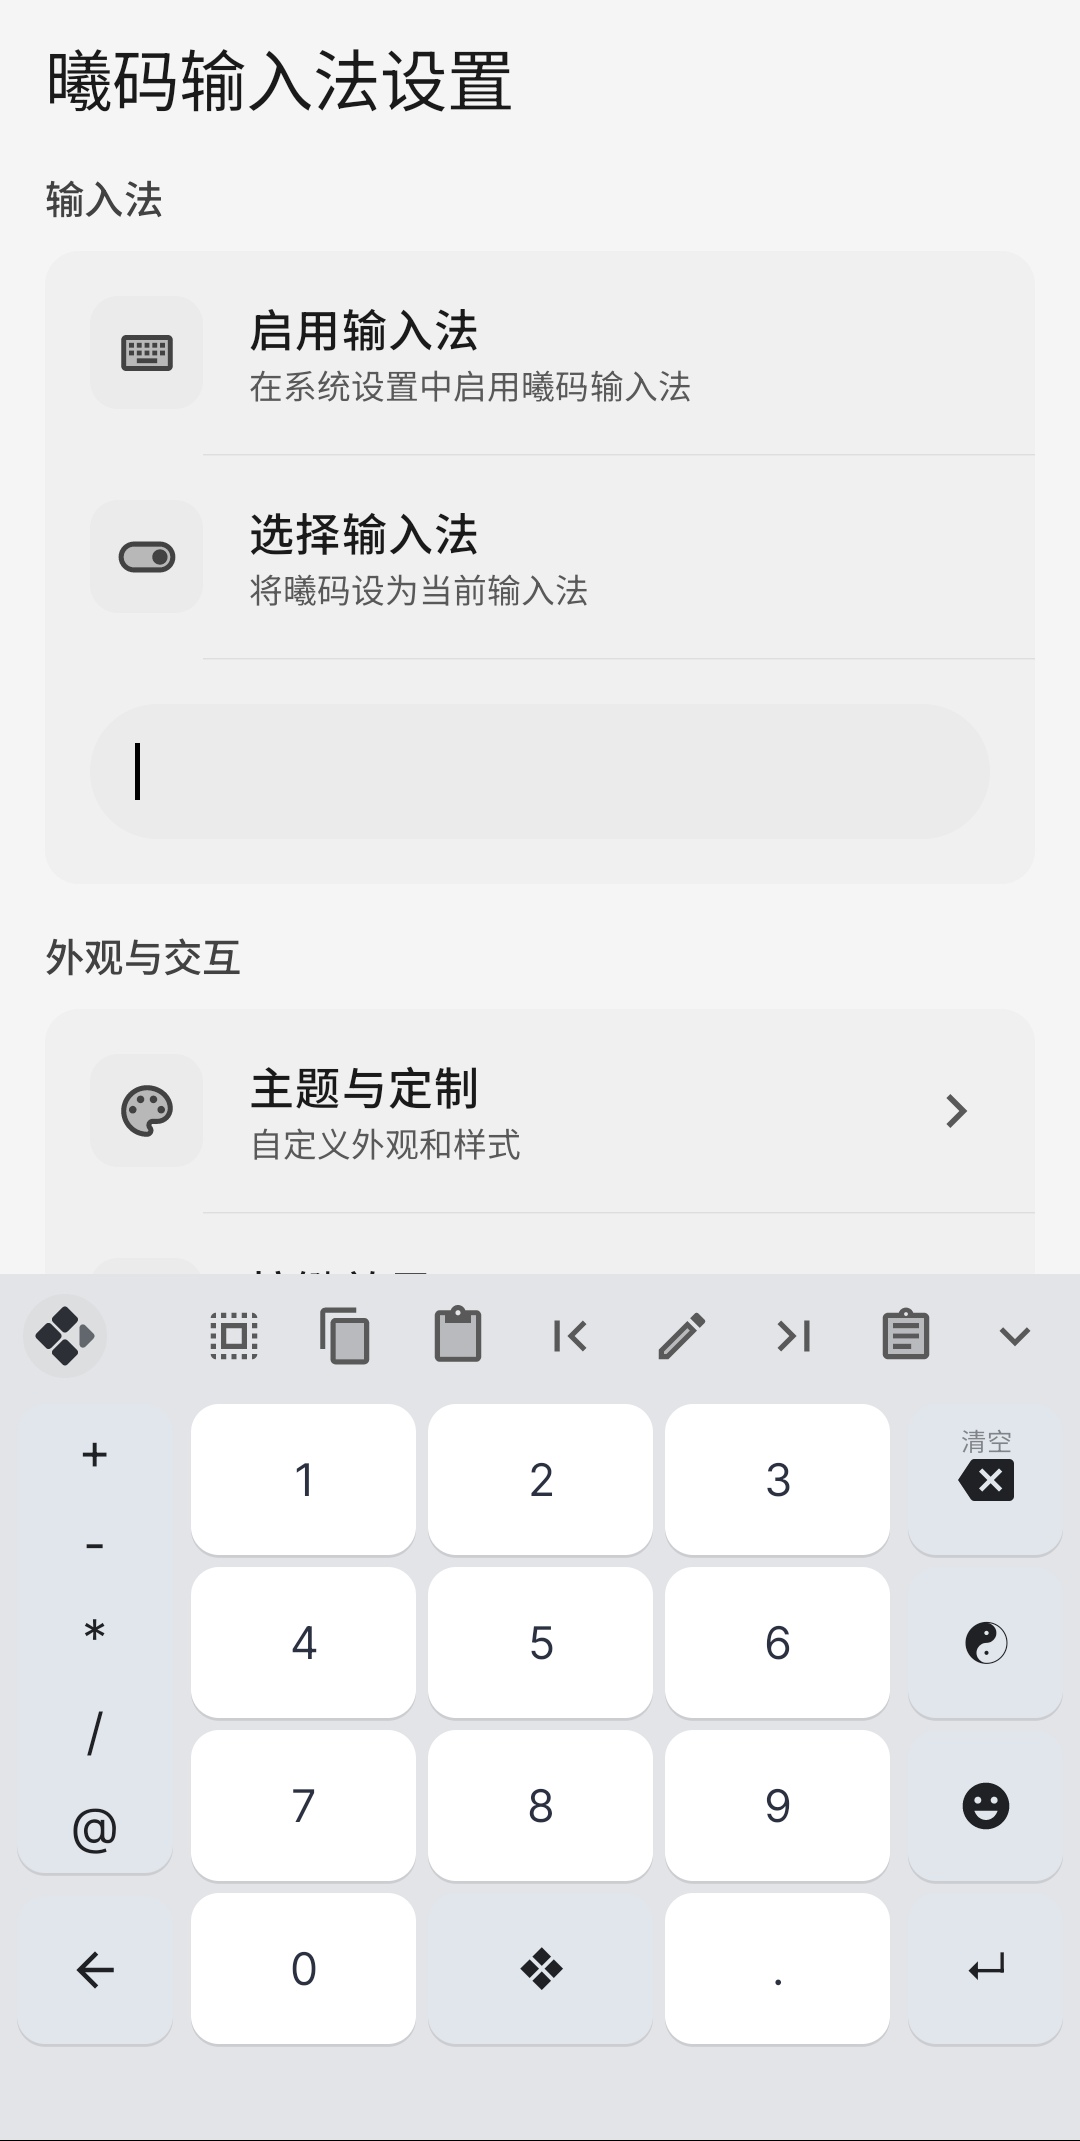 曦码输入法设置
输入法
启用输入法
在系统设置中启用曦码输入法
选择输入法
将曦码设为当前输入法
外观与交互
主题与定制
自定义外观和样式
+
1
2
3
清空
-
*
4
5
6
/
7
8
9
@
0
.